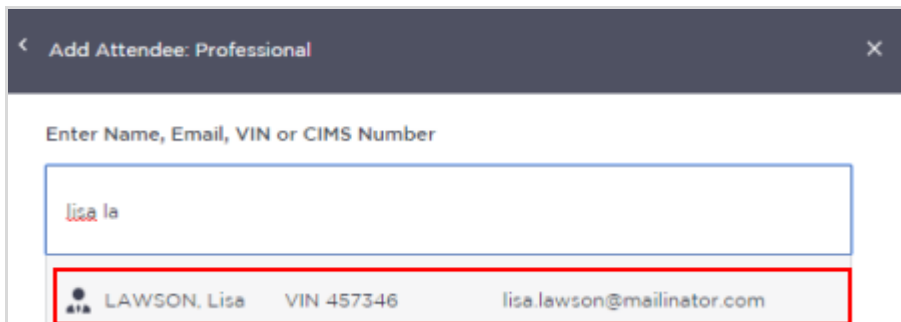 Add Attendee: Professional
Enter Name, Email, VIN or CIMS Number
lisa la
LAWSON, Lisa VIN 457346 lisa.lawson@mailinator.com